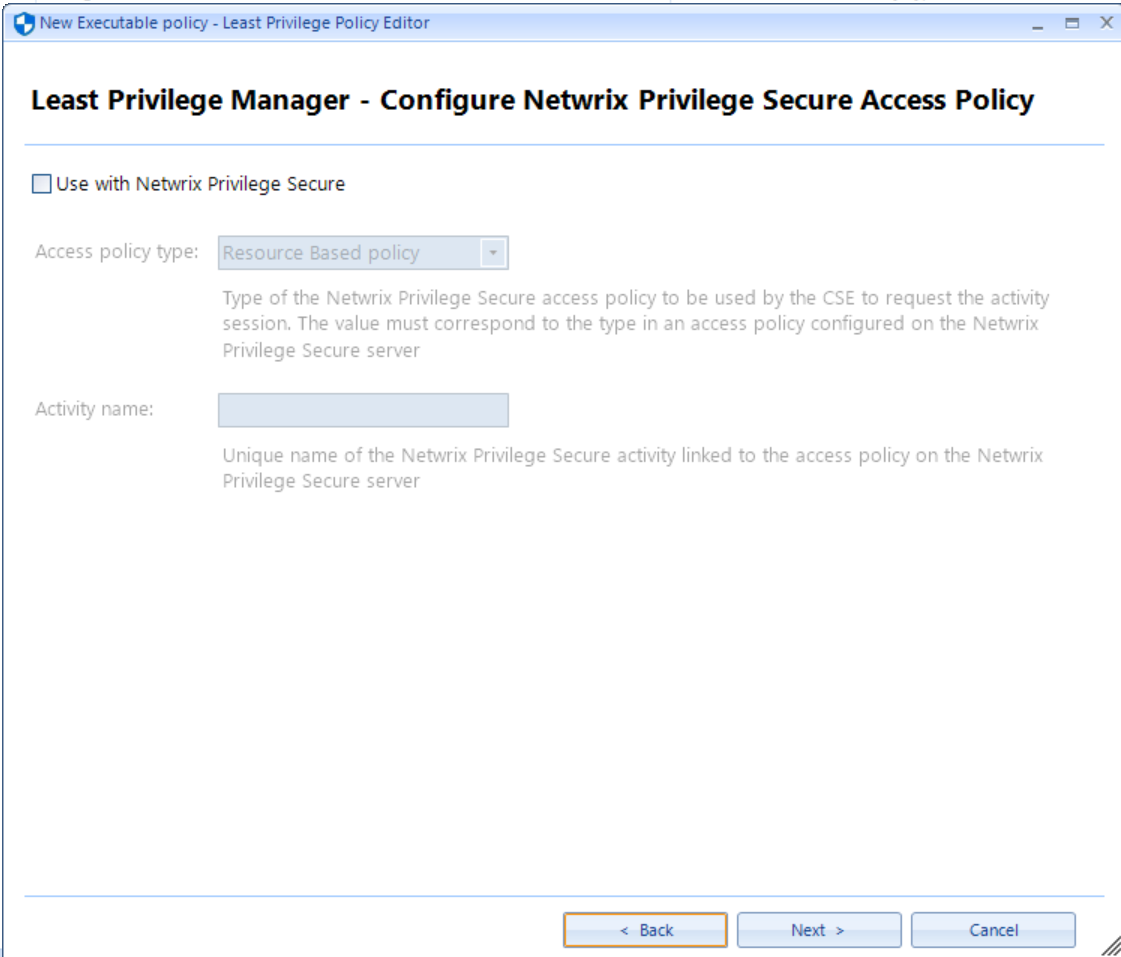 New Executable policy - Least Privilege Policy Editor
Least Privilege Manager - Configure Netwrix Privilege Secure Access Policy
Use with Netwrix Privilege Secure
Access policy type: Resource Based policy
Type of the Netwrix Privilege Secure access policy to be used by the CSE to request the activity
session. The value must correspond to the type in an access policy configured on the Netwrix
Privilege Secure server
Activity name:
Unique name of the Netwrix Privilege Secure activity linked to the access policy on the Netwrix
Privilege Secure server
< Back Next > Cancel